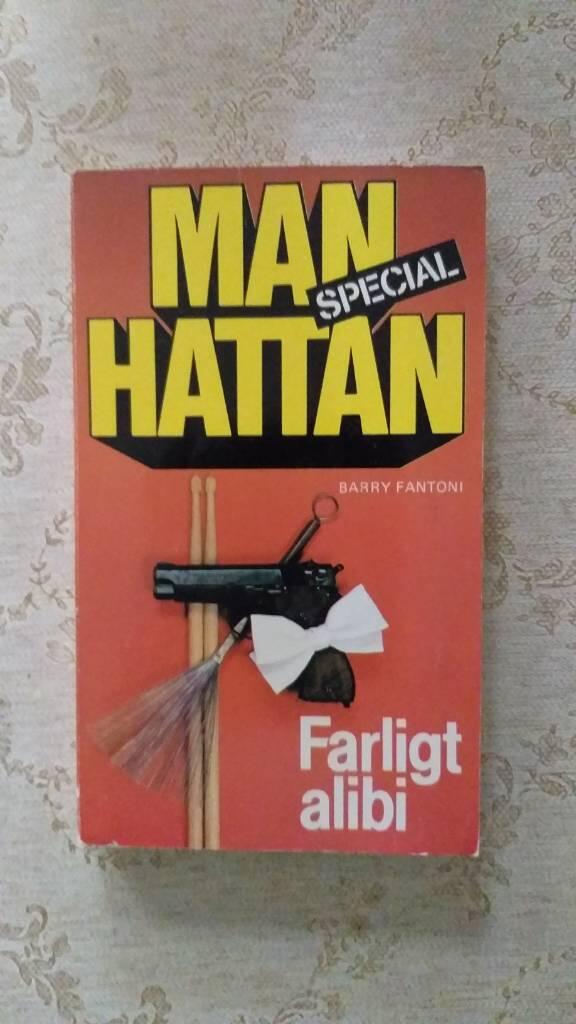 MAN
SPECIAL
HATTAN
BARRY FANTONI
Farligt
alibi